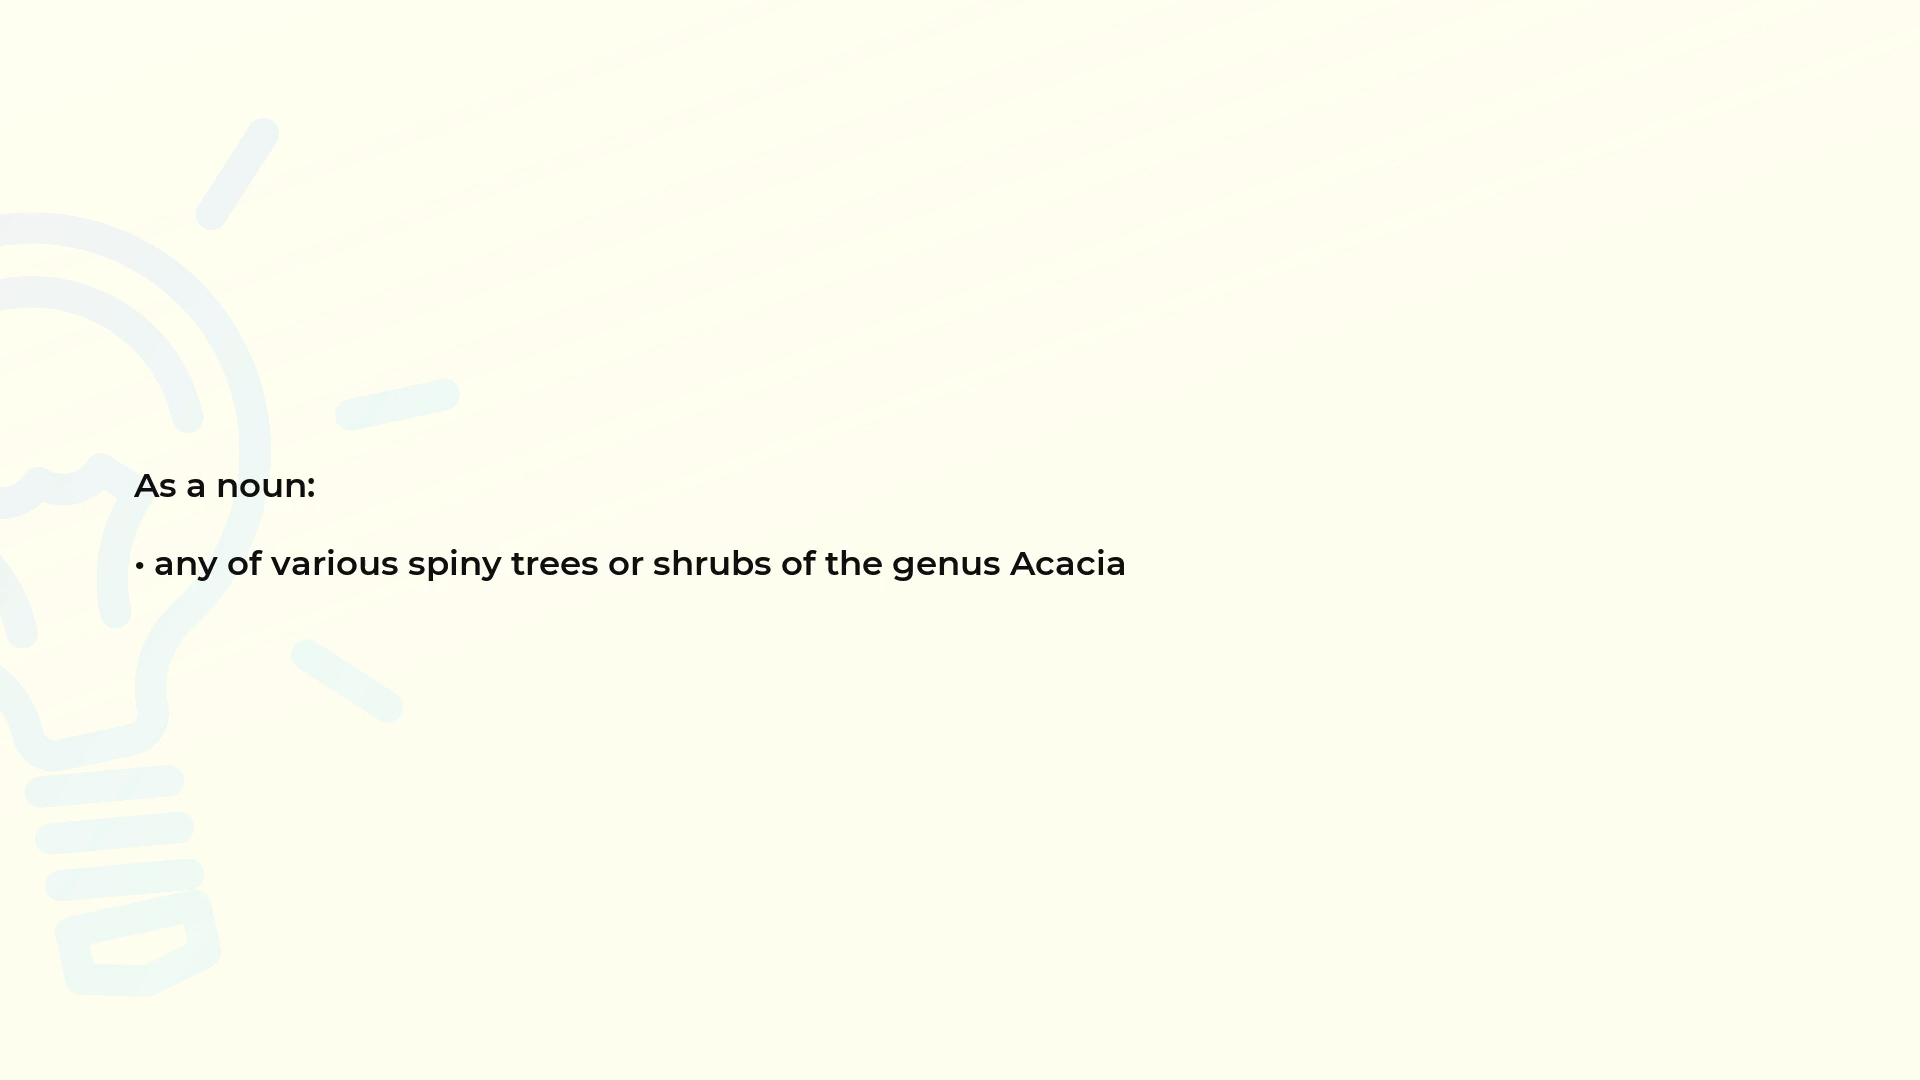 As a noun:
• any of various spiny trees or shrubs of the genus Acacia